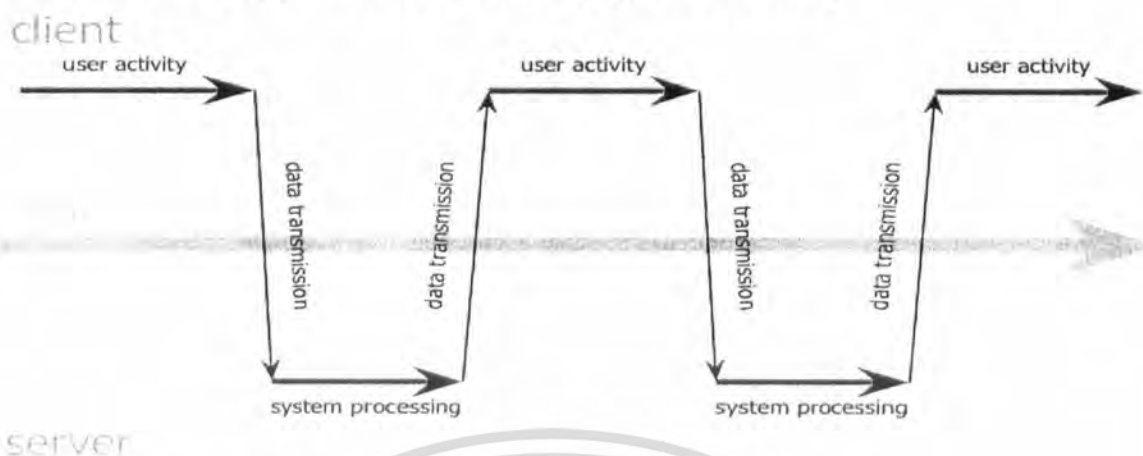 client
user activity
user activity
user activity
data transmission
data transmission
data transmission
data transmission
system processing
system processing
server